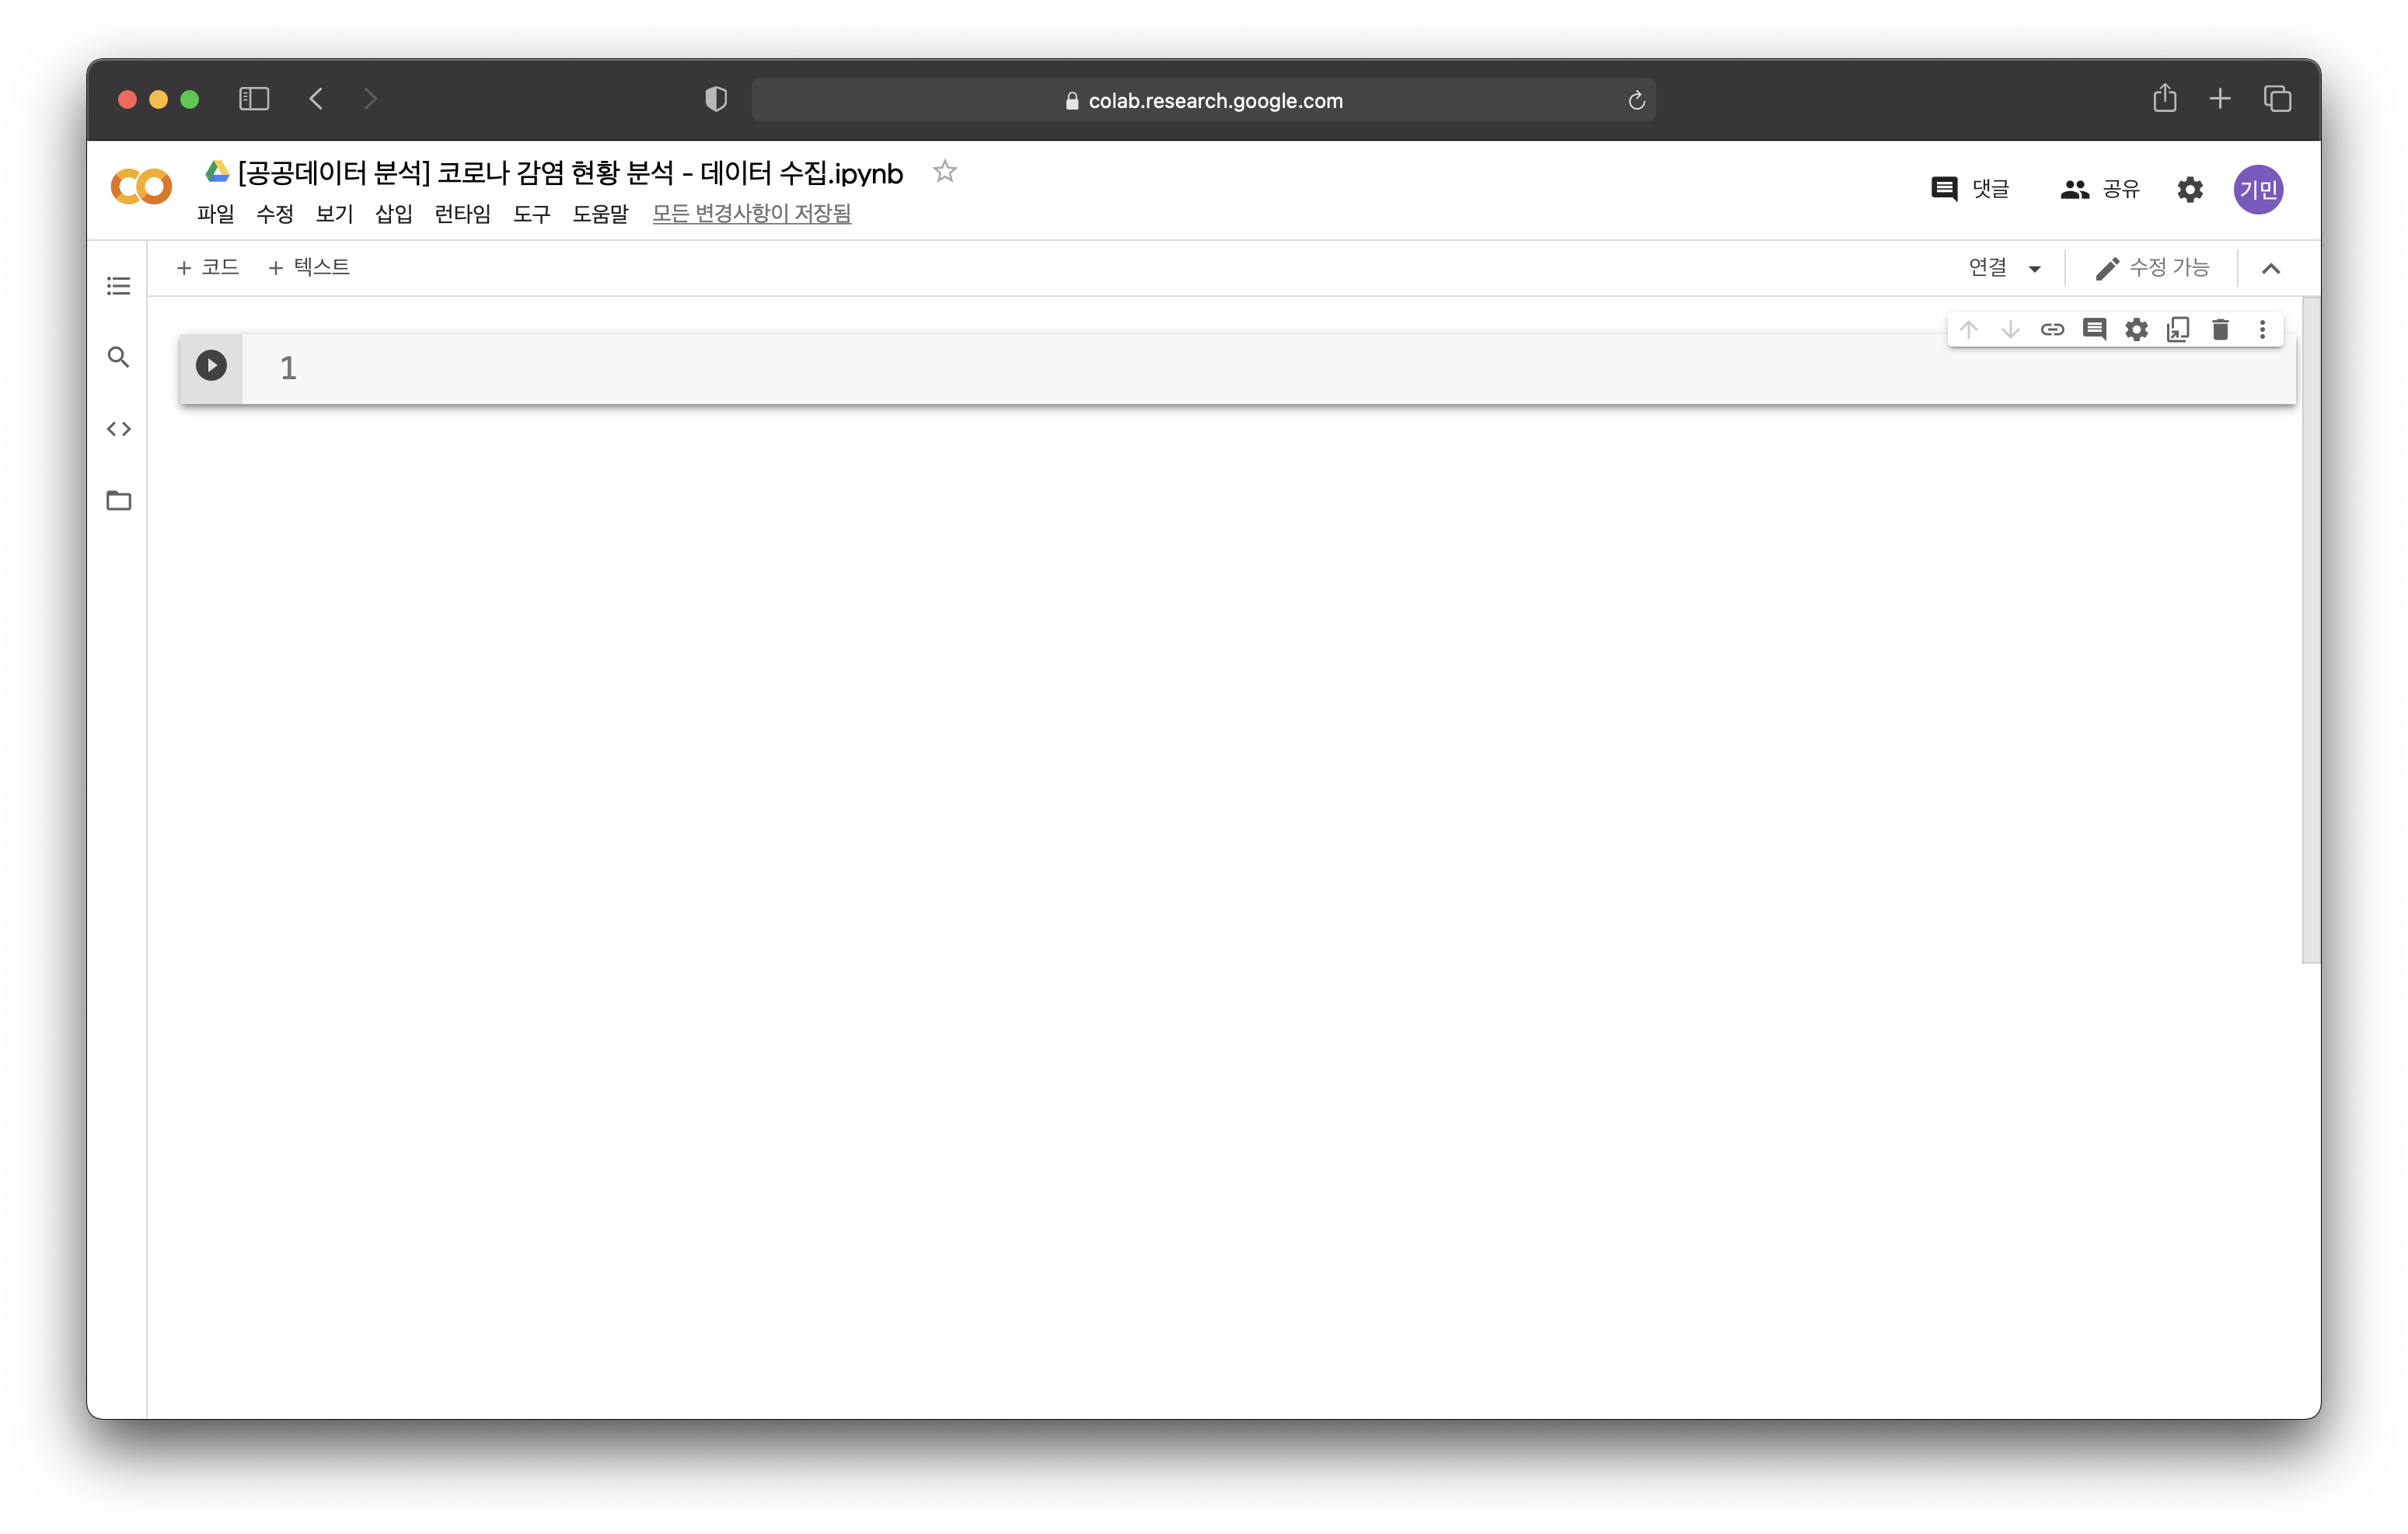 colab.research.google.com
[공공데이터 분석] 코로나 감염 현황 분석 - 데이터 수집.ipynb
댓글 공유 기민
파일 수정 보기 삽입 런타임 도구 도움말 모든 변경사항이 저장됨
+ 코드 + 텍스트 연결 수정 가능
1